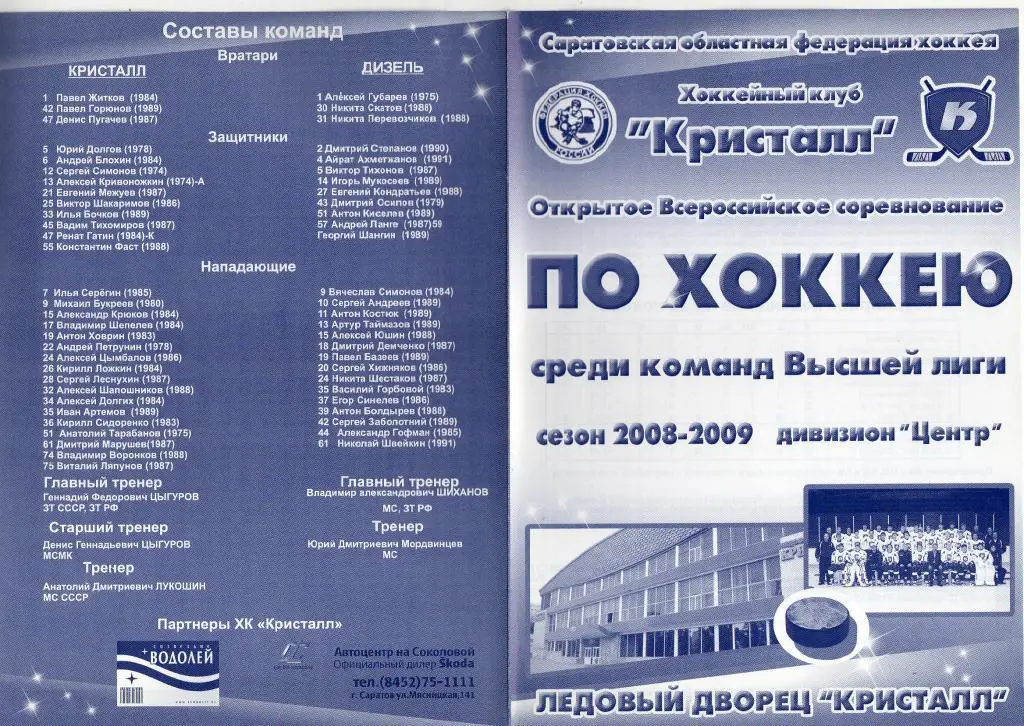 Составы команд
Вратари
КРИСТАЛЛ
1 Павел Житков (1984)
42 Павел Горюнов (1989)
47 Денис Пугачев (1987)
ДИЗЕЛЬ
1 Алексей Губарев (1975)
30 Никита Скатов (1988)
31 Никита Перевозчиков (1988)
Защитники
5 Юрий Долгов (1978)
6 Андрей Блохин (1984)
12 Сергей Симонов (1974)
13 Алексей Кривоножкин (1974)-А
21 Евгений Межуев (1987)
25 Виктор Шакаримов (1986)
33 Илья Бочков (1989)
45 Вадим Тихомиров (1987)
47 Ренат Гатин (1984)-К
55 Константин Фаст (1988)
2 Дмитрий Степанов (1990)
4 Айрат Ахметжанов (1991)
5 Виктор Тихонов (1987)
14 Игорь Мукосеев (1989)
27 Евгений Кондратьев (1988)
43 Дмитрий Осипов (1979)
51 Антон Киселев (1989)
57 Андрей Ланге (1987)59
Георгий Шангин (1989)
Нападающие
7 Илья Серёгин (1985)
9 Михаил Букреев (1980)
15 Александр Крюков (1984)
17 Владимир Шепелев (1984)
19 Антон Ховрин (1983)
22 Андрей Петрунин (1978)
24 Алексей Цымбалов (1986)
26 Кирилл Ложкин (1984)
28 Сергей Леснухин (1987)
32 Алексей Шапошников (1988)
34 Алексей Долгих (1984)
35 Иван Артемов (1989)
36 Кирилл Сидоренко (1983)
51 Анатолий Тарабанов (1975)
61 Дмитрий Марушев(1987)
74 Владимир Воронков (1988)
75 Виталий Ляпунов (1987)
9 Вячеслав Симонов (1984)
10 Сергей Андреев (1989)
11 Антон Костюк (1989)
13 Артур Таймазов (1989)
15 Алексей Юшин (1988)
18 Дмитрий Демченко (1987)
19 Павел Базеев (1989)
20 Сергей Хижняков (1986)
24 Никита Шестаков (1987)
35 Василий Горбовой (1983)
37 Егор Синелев (1986)
39 Антон Болдырев (1988)
42 Сергей Заболотний (1989)
44 Александр Гофман (1985)
61 Николай Швейкин (1991)
Главный тренер
Геннадий Федорович ЦЫГУРОВ
ЗТ СССР, ЗТ РФ
Старший тренер
Денис Геннадьевич ЦЫГУРОВ
МСМК
Тренер
Анатолий Дмитриевич ЛУКОШИН
МС СССР
Главный тренер
Владимир александрович ШИХАНОВ
МС, ЗТ РФ
Тренер
Юрий Дмитриевич Мордвинцев
МС
Партнеры ХК «Кристалл»
ВОДОЛЕЙ
Автоцентр на Соколовой
Официальный дилер Škoda
тел.(8452)75-1111
г. Саратов ул.Мясницкая,141
Саратовская областная федерация хоккея
ФЕДЕРАЦИЯ ХОККЕЯ
РОССИИ
Хоккейный клуб
"Кристалл"
К
Открытое Всероссийское соревнование
ПО ХОККЕЮ
среди команд Высшей лиги
сезон 2008-2009 дивизион "Центр"
ЛЕДОВЫЙ ДВОРЕЦ "КРИСТАЛЛ"